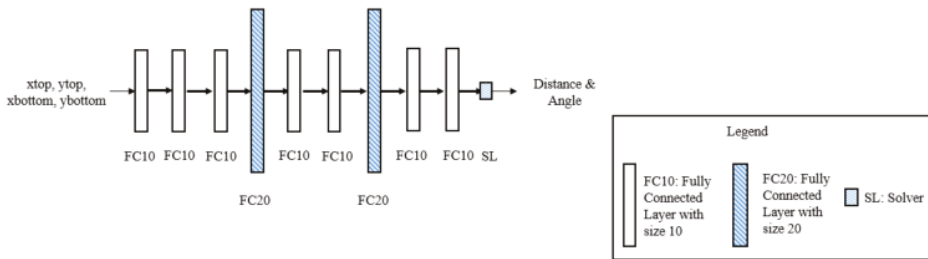 xtop, ytop,
xbottom, ybottom
Distance &
Angle
FC10 FC10 FC10 FC10 FC10 FC10 FC10 SL
FC20 FC20
Legend
FC10: Fully
Connected
Layer with
size 10
FC20: Fully
Connected
Layer with
size 20
SL: Solver